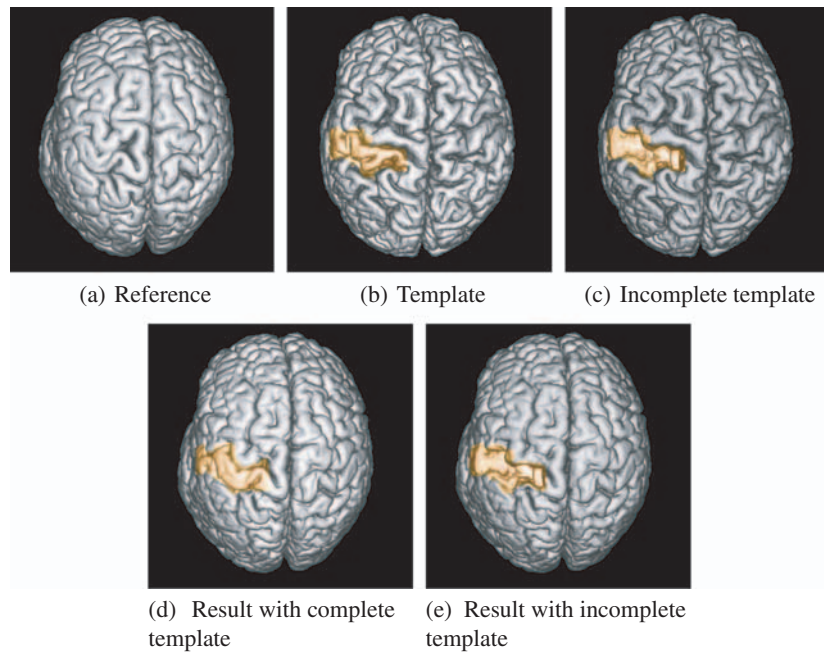 (a) Reference
(b) Template
(c) Incomplete template
(d) Result with complete
template
(e) Result with incomplete
template